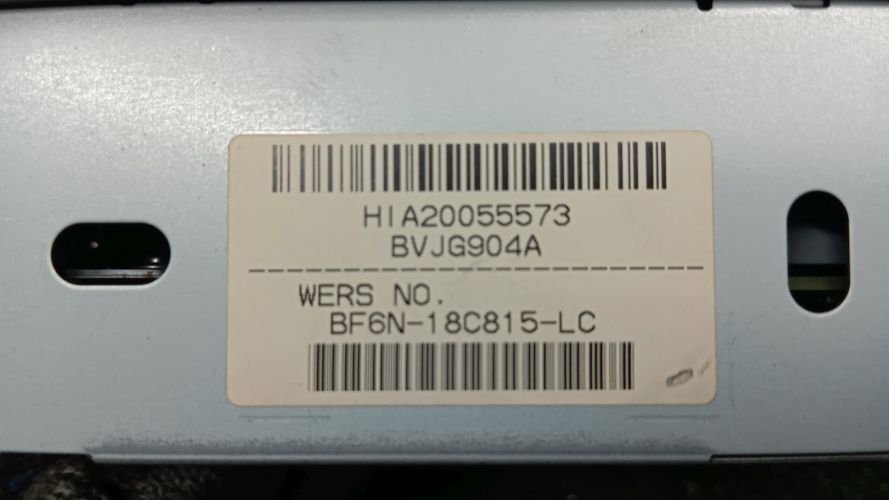 HIA20055573
BVJG904A
WERS NO.
BF6N-18C815-LC